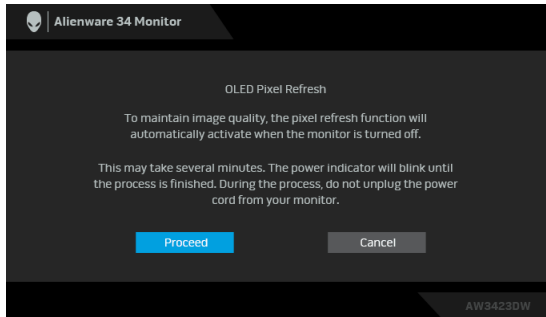 Alienware 34 Monitor
OLED Pixel Refresh
To maintain image quality, the pixel refresh function will
automatically activate when the monitor is turned off.
This may take several minutes. The power indicator will blink until
the process is finished. During the process, do not unplug the power
cord from your monitor.
Proceed
Cancel
AW3423DW